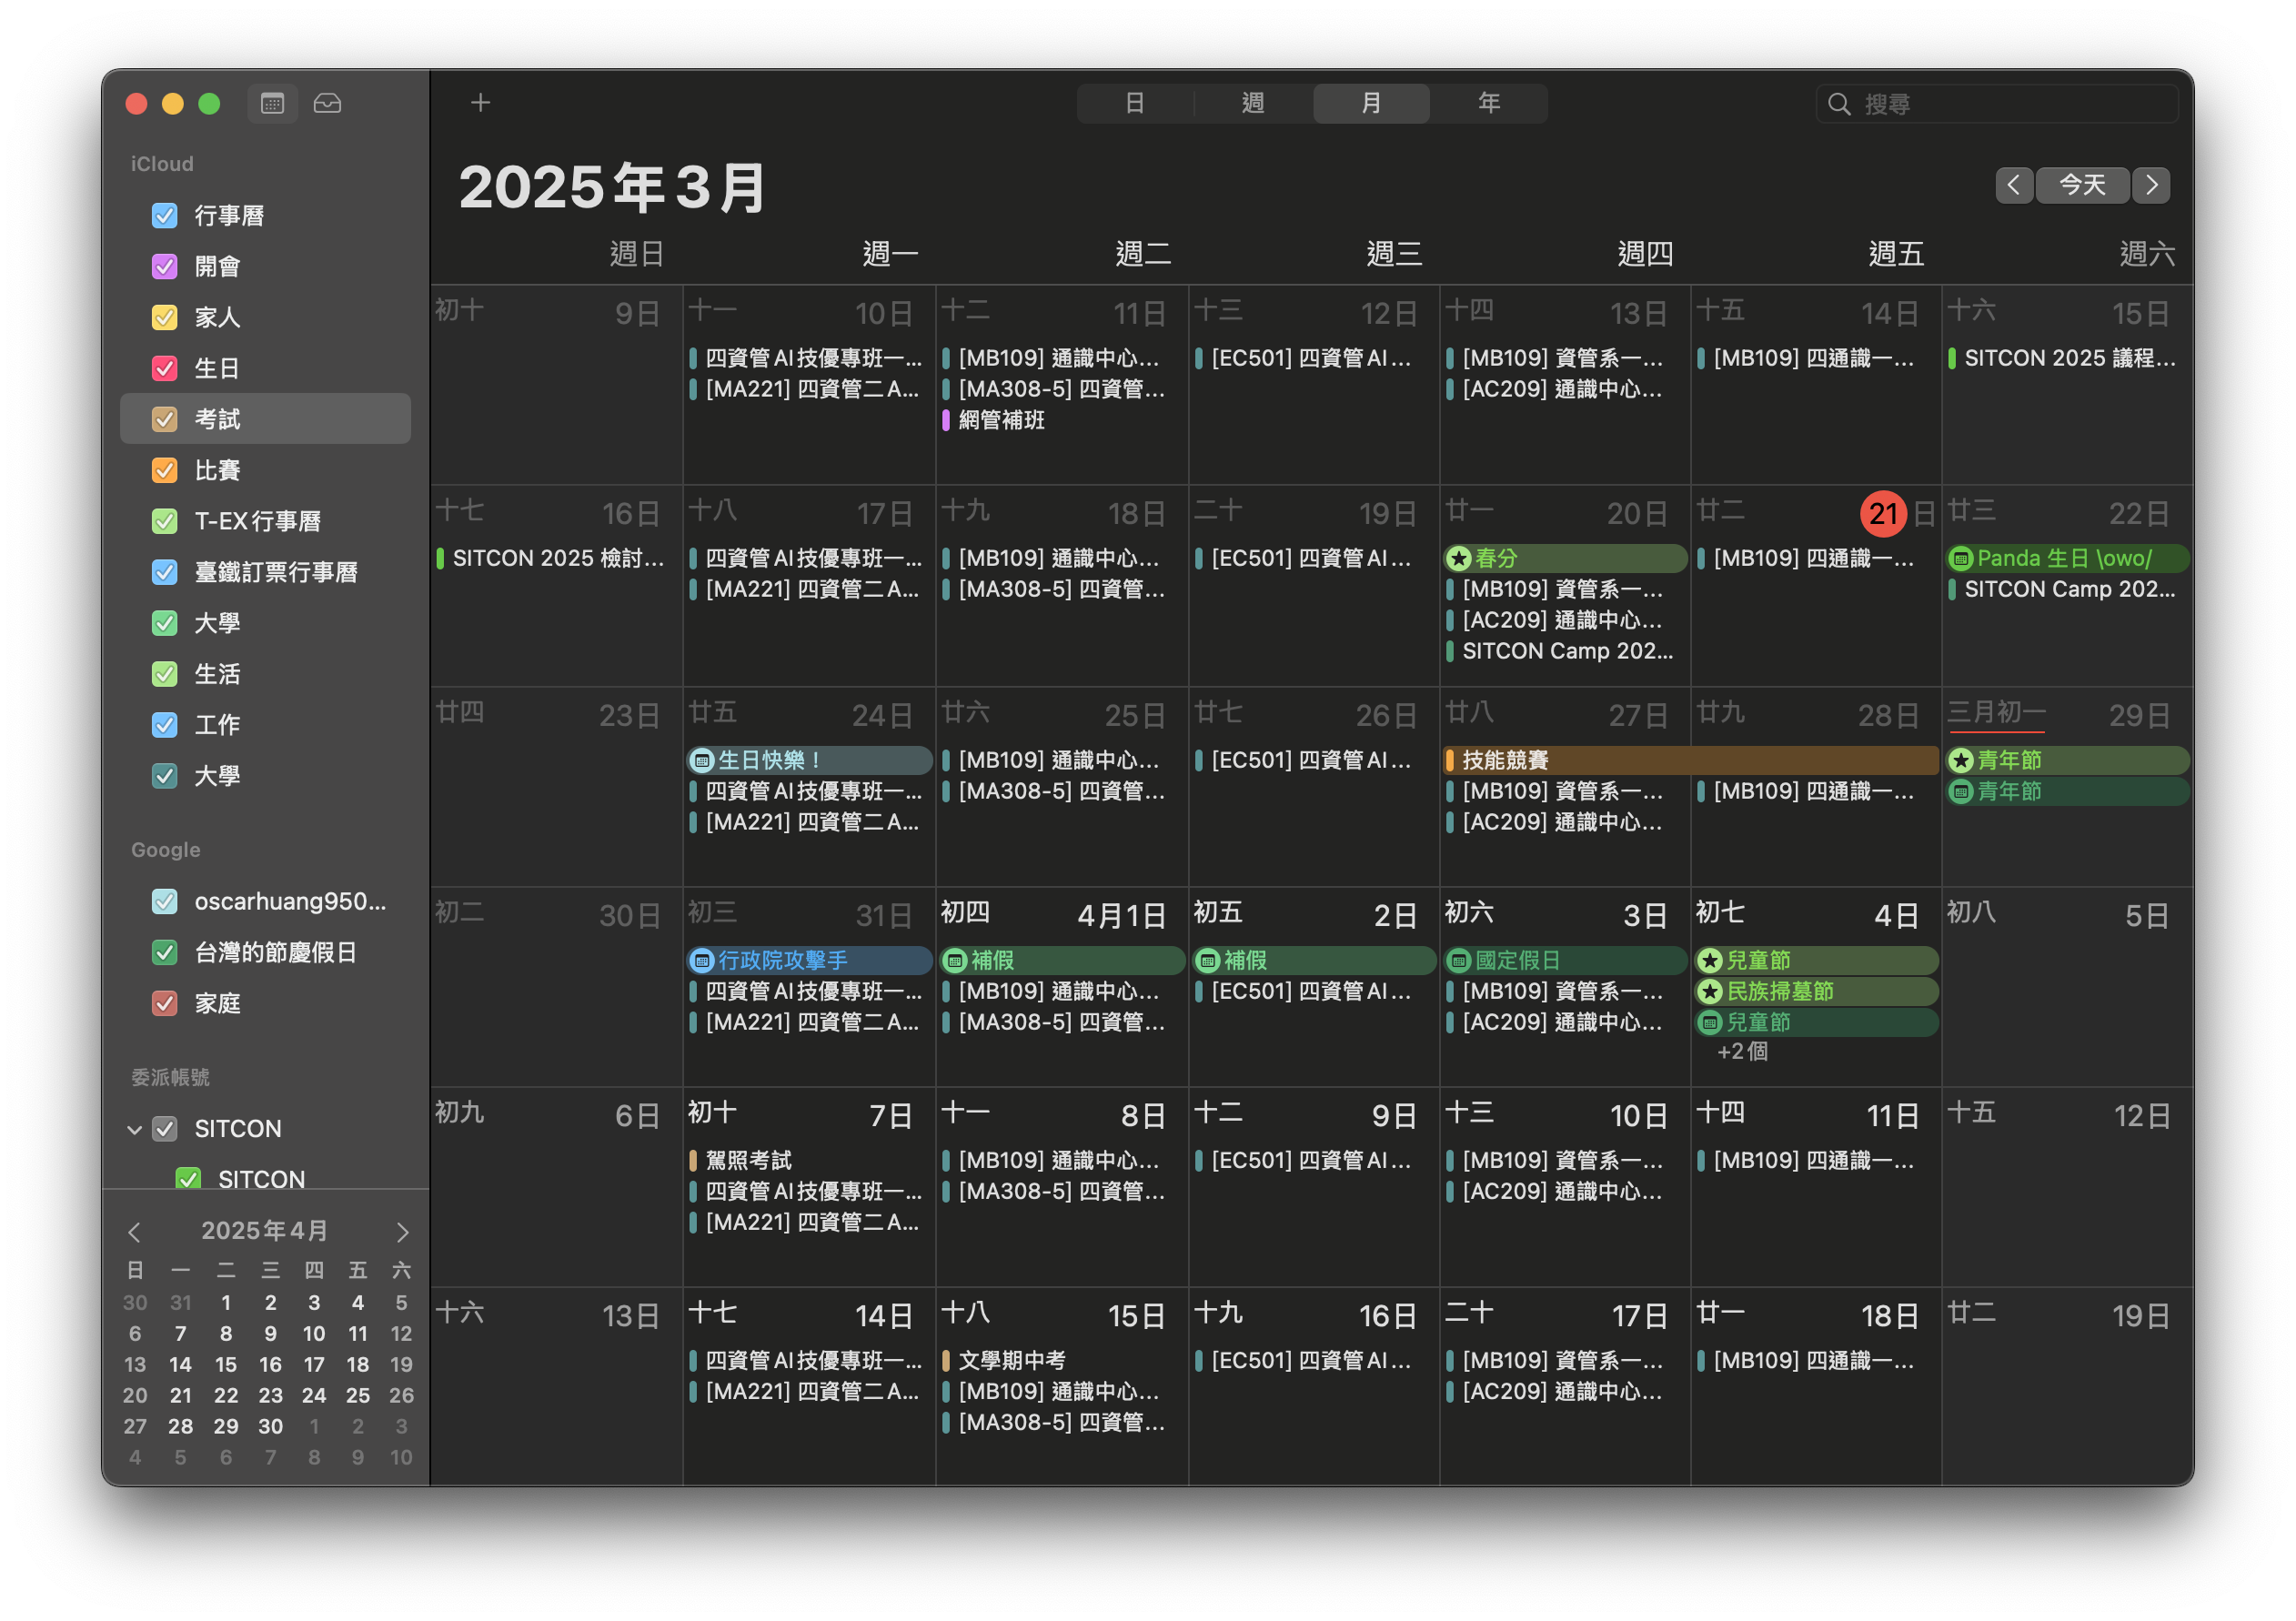 iCloud
行事曆
開會
家人
生日
考試
比賽
T-EX行事曆
臺鐵訂票行事曆
大學
生活
工作
大學
Google
oscarhuang950...
台灣的節慶假日
家庭
委派帳號
SITCON
SITCON
2025年4月
日 一 二 三 四 五 六
30 31 1 2 3 4 5
6 7 8 9 10 11 12
13 14 15 16 17 18 19
20 21 22 23 24 25 26
27 28 29 30 1 2 3
4 5 6 7 8 9 10
日 週 月 年
搜尋
2025年3月
今天
週日 週一 週二 週三 週四 週五 週六
初十 9日
十一 10日
四資管AI技優專班一...
[MA221] 四資管二A...
十二 11日
[MB109] 通識中心...
[MA308-5] 四資管...
網管補班
十三 12日
[EC501] 四資管AI...
十四 13日
[MB109] 資管系一...
[AC209] 通識中心...
十五 14日
[MB109] 四通識一...
十六 15日
SITCON 2025 議程...
十七 16日
SITCON 2025 檢討...
十八 17日
四資管AI技優專班一...
[MA221] 四資管二A...
十九 18日
[MB109] 通識中心...
[MA308-5] 四資管...
二十 19日
[EC501] 四資管AI...
廿一 20日
春分
[MB109] 資管系一...
[AC209] 通識中心...
SITCON Camp 202...
廿二 21日
[MB109] 四通識一...
廿三 22日
Panda 生日 \owo/
SITCON Camp 202...
廿四 23日
廿五 24日
生日快樂！
四資管AI技優專班一...
[MA221] 四資管二A...
廿六 25日
[MB109] 通識中心...
[MA308-5] 四資管...
廿七 26日
[EC501] 四資管AI...
廿八 27日
技能競賽
[MB109] 資管系一...
[AC209] 通識中心...
廿九 28日
[MB109] 四通識一...
三月初一 29日
青年節
青年節
初二 30日
初三 31日
行政院攻擊手
四資管AI技優專班一...
[MA221] 四資管二A...
初四 4月1日
補假
[MB109] 通識中心...
[MA308-5] 四資管...
初五 2日
補假
[EC501] 四資管AI...
初六 3日
國定假日
[MB109] 資管系一...
[AC209] 通識中心...
初七 4日
兒童節
民族掃墓節
兒童節
+2個
初八 5日
初九 6日
初十 7日
駕照考試
四資管AI技優專班一...
[MA221] 四資管二A...
十一 8日
[MB109] 通識中心...
[MA308-5] 四資管...
十二 9日
[EC501] 四資管AI...
十三 10日
[MB109] 資管系一...
[AC209] 通識中心...
十四 11日
[MB109] 四通識一...
十五 12日
十六 13日
十七 14日
四資管AI技優專班一...
[MA221] 四資管二A...
十八 15日
文學期中考
[MB109] 通識中心...
[MA308-5] 四資管...
十九 16日
[EC501] 四資管AI...
二十 17日
[MB109] 資管系一...
[AC209] 通識中心...
廿一 18日
[MB109] 四通識一...
廿二 19日